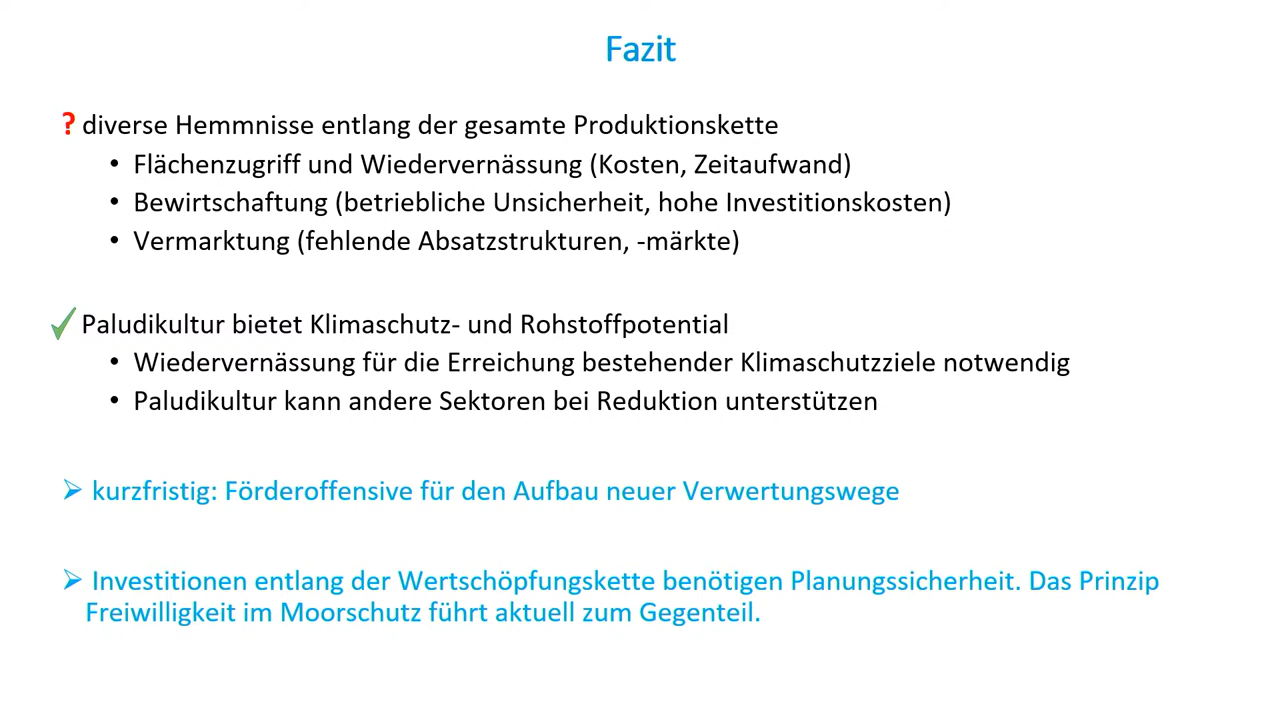 Fazit
? diverse Hemmnisse entlang der gesamte Produktionskette
• Flächenzugriff und Wiedervernässung (Kosten, Zeitaufwand)
• Bewirtschaftung (betriebliche Unsicherheit, hohe Investitionskosten)
• Vermarktung (fehlende Absatzstrukturen, -märkte)
✓ Paludikultur bietet Klimaschutz- und Rohstoffpotential
• Wiedervernässung für die Erreichung bestehender Klimaschutzziele notwendig
• Paludikultur kann andere Sektoren bei Reduktion unterstützen
➢ kurzfristig: Förderoffensive für den Aufbau neuer Verwertungswege
➢ Investitionen entlang der Wertschöpfungskette benötigen Planungssicherheit. Das Prinzip
Freiwilligkeit im Moorschutz führt aktuell zum Gegenteil.